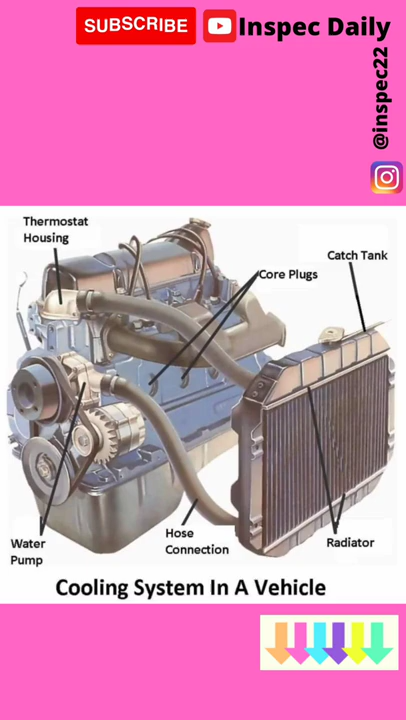 SUBSCRIBE
Inspec Daily
@inspec22
Thermostat
Housing
Core Plugs
Catch Tank
Water
Pump
Hose
Connection
Radiator
Cooling System In A Vehicle